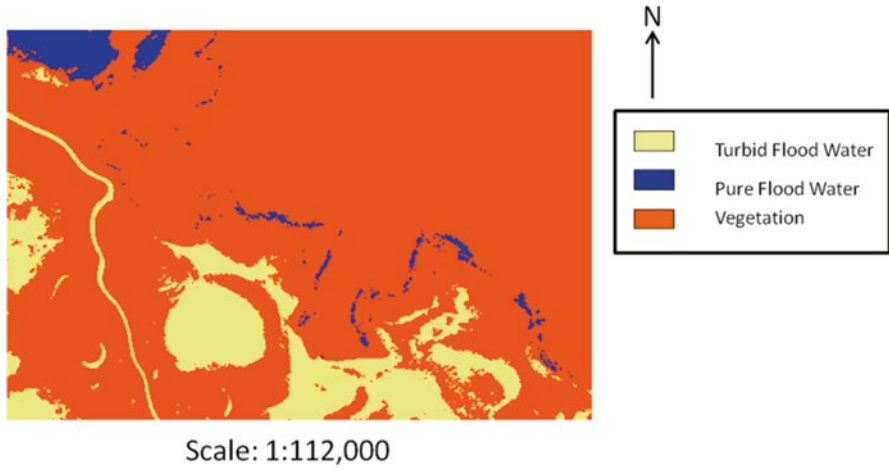 N
Turbid Flood Water
Pure Flood Water
Vegetation
Scale: 1:112,000